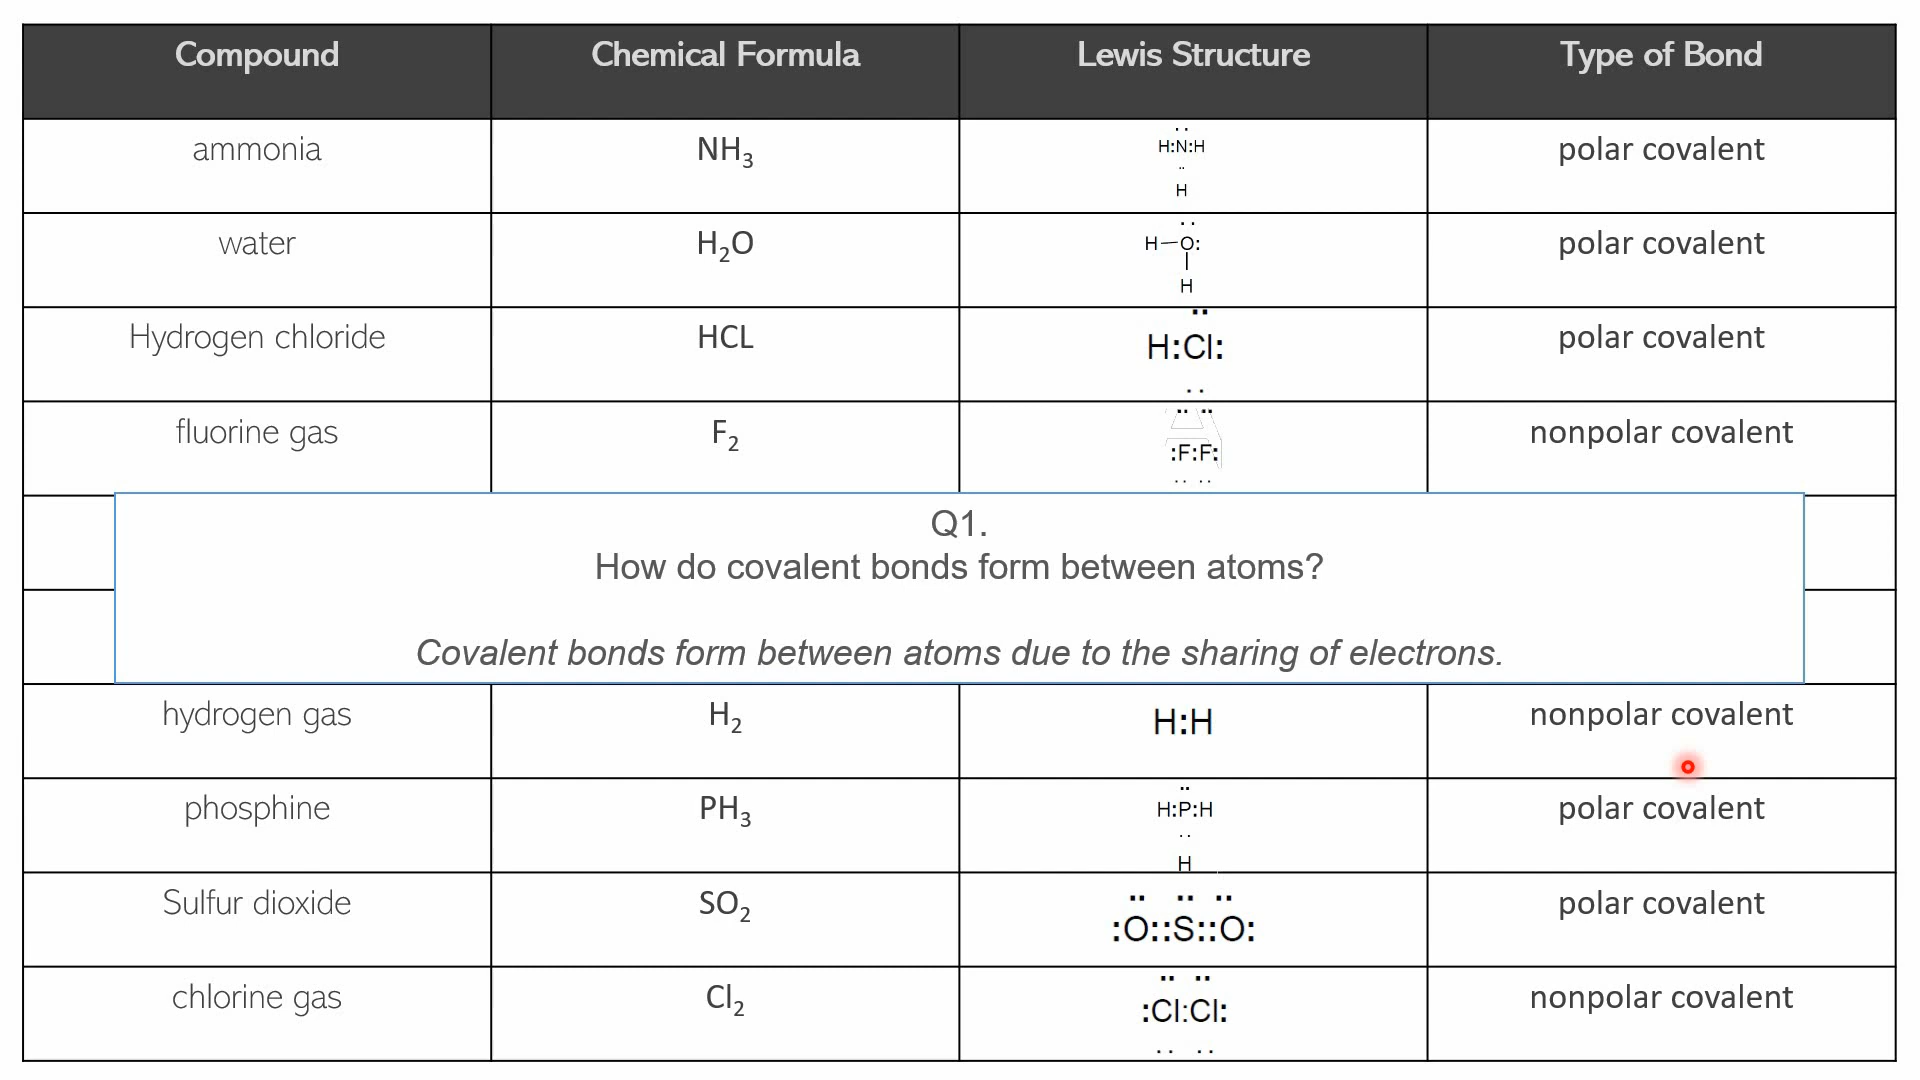 Compound Chemical Formula Lewis Structure Type of Bond
ammonia NH₃ H:N:H polar covalent
H
water H₂O H—O: polar covalent
H
Hydrogen chloride HCL H:Cl: polar covalent
fluorine gas F₂ :F:F: nonpolar covalent
Q1.
How do covalent bonds form between atoms?
Covalent bonds form between atoms due to the sharing of electrons.
hydrogen gas H₂ H:H nonpolar covalent
phosphine PH₃ H:P:H polar covalent
H
Sulfur dioxide SO₂ :O::S::O: polar covalent
chlorine gas Cl₂ :Cl:Cl: nonpolar covalent